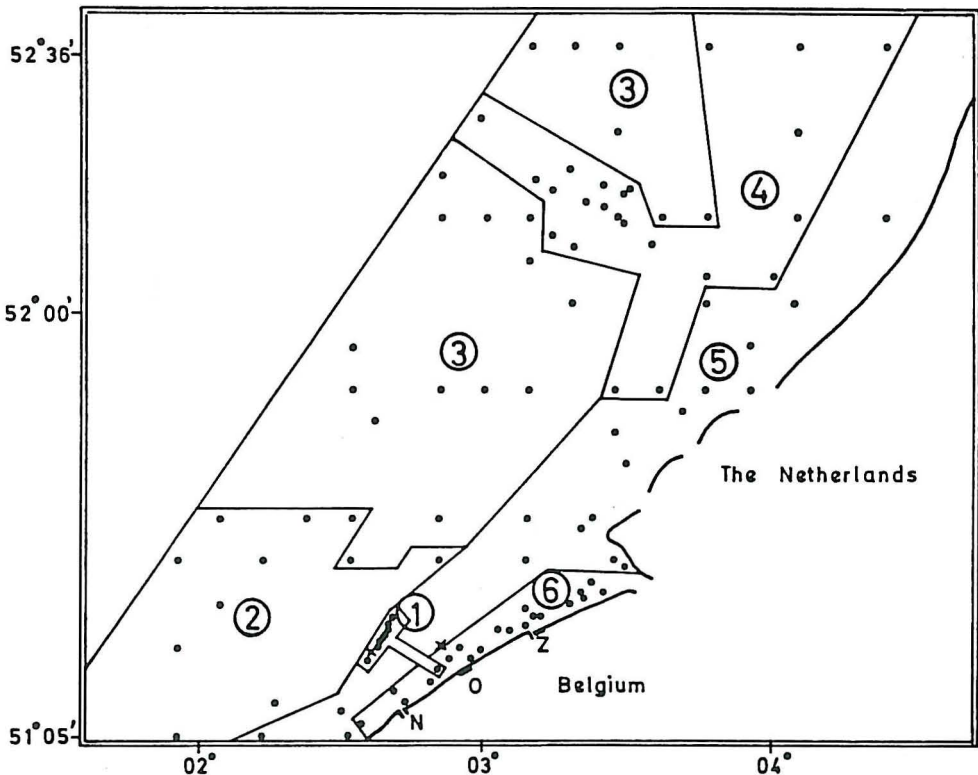 52° 36'
③
④
52° 00'
③
⑤
The Netherlands
⑥
①
②
Z
O
Belgium
N
51° 05'
02°
03°
04°